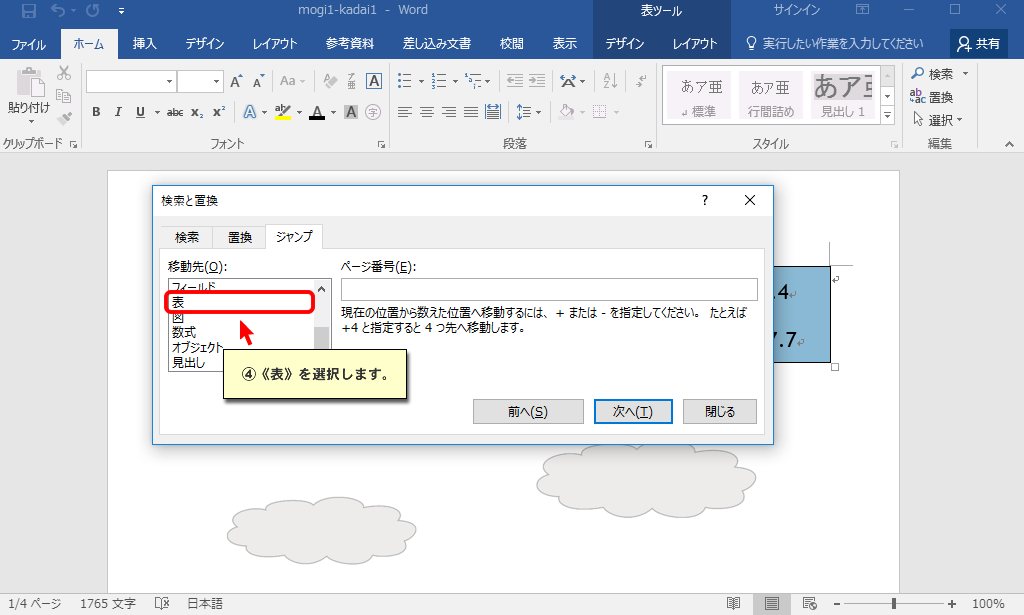 mogi1-kadai1 - Word
表ツール
サインイン
ファイル ホーム 挿入 デザイン レイアウト 参考資料 差し込み文書 校閲 表示 デザイン レイアウト 実行したい作業を入力してください 共有
貼り付け
クリップボード
B I U abc x₂ x² A ab A A 字
Aa 亜 A
フォント
段落
あア亜 あア亜 あア亜
標準 行間詰め 見出し 1
スタイル
検索
置換
選択
編集
検索と置換
検索 置換 ジャンプ
移動先(O):
フィールド
表
図
数式
オブジェクト
見出し
ページ番号(E):
現在の位置から数えた位置へ移動するには、+ または - を指定してください。 たとえば
+4 と指定すると 4 つ先へ移動します。
④《表》を選択します。
前へ(S) 次へ(T) 閉じる
.4
7.7
1/4 ページ 1765 文字 日本語 100%